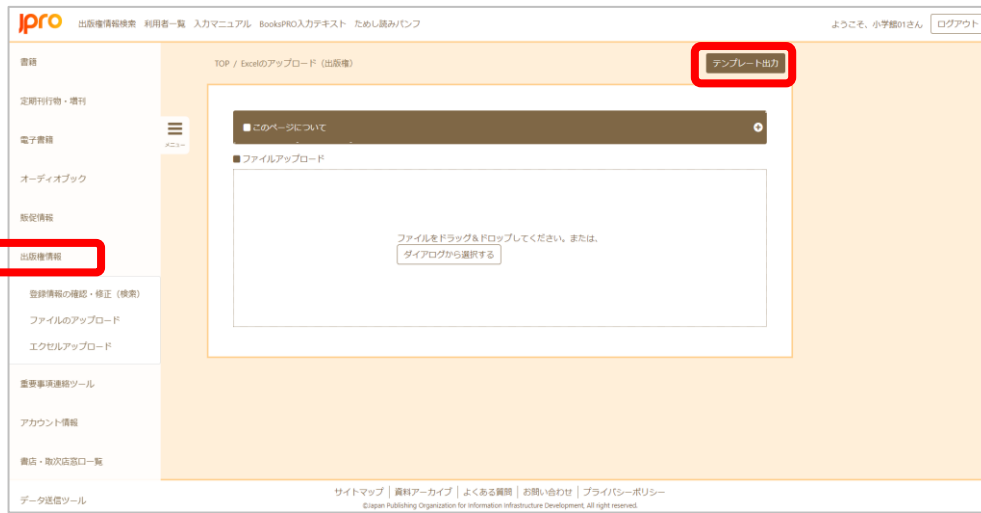 JPRO 出版権情報検索 利用者一覧 入力マニュアル BooksPRO入力テキスト ためし読みパンフ ようこそ、小学館01さん ログアウト
書籍
定期刊行物・増刊
電子書籍
オーディオブック
販促情報
出版権情報
登録情報の確認・修正（検索）
ファイルのアップロード
エクセルアップロード
重要事項連絡ツール
アカウント情報
書店・取次店窓口一覧
データ送信ツール
メニュー
TOP / Excelのアップロード（出版権） テンプレート出力
このページについて
ファイルアップロード
ファイルをドラッグ&ドロップしてください。または、
ダイアログから選択する
サイトマップ | 資料アーカイブ | よくある質問 | お問い合わせ | プライバシーポリシー
©Japan Publishing Organization for Information Infrastructure Development, All right reserved.